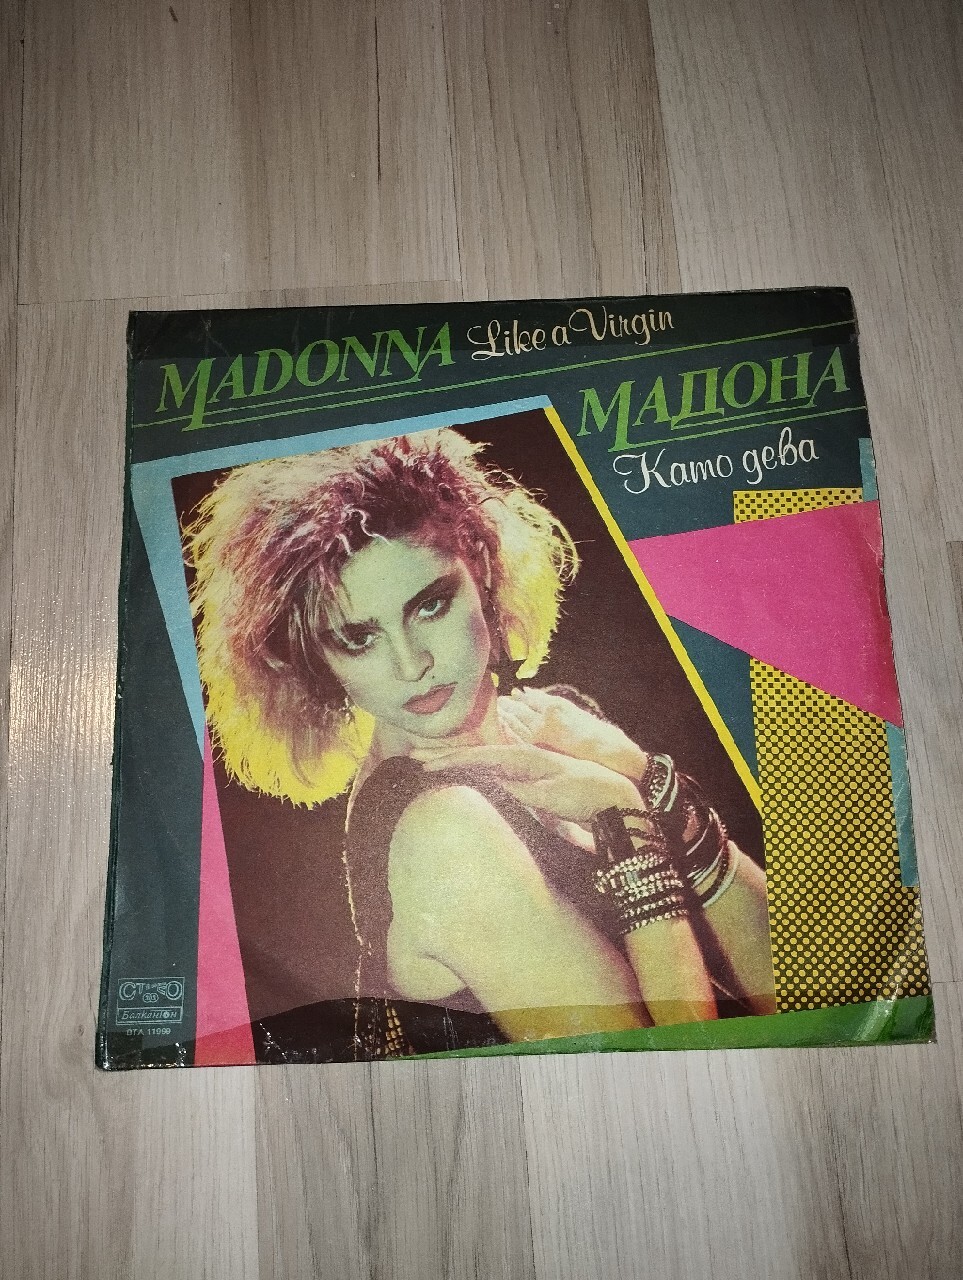 MADONNA Like a Virgin
МАДОНА
Като дева
СТЕРЕО
Балкантон
ВТА 11999